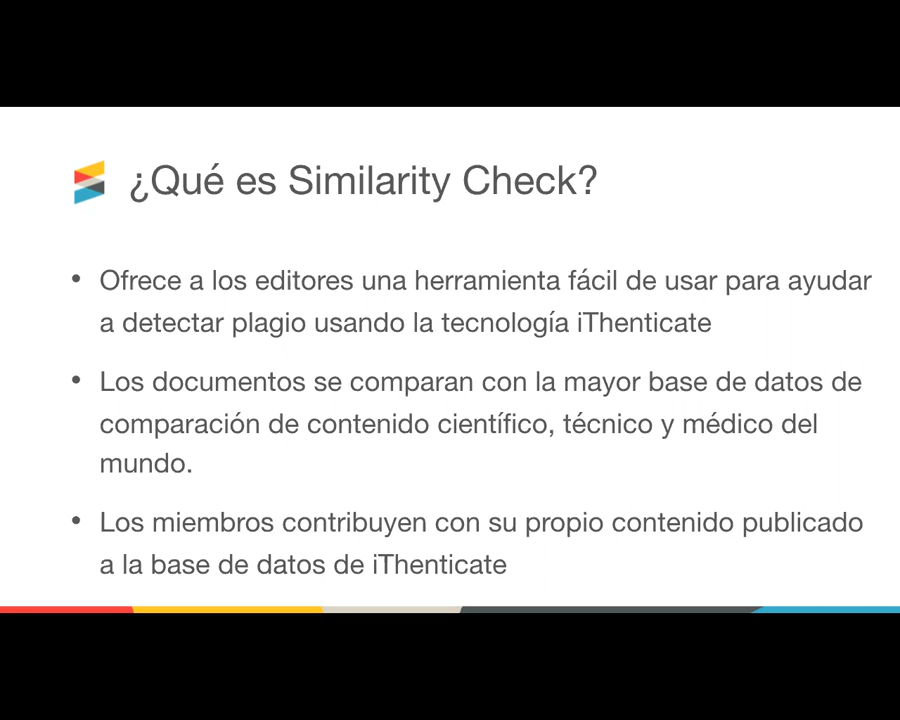 ¿Qué es Similarity Check?
• Ofrece a los editores una herramienta fácil de usar para ayudar
a detectar plagio usando la tecnología iThenticate
• Los documentos se comparan con la mayor base de datos de
comparación de contenido científico, técnico y médico del
mundo.
• Los miembros contribuyen con su propio contenido publicado
a la base de datos de iThenticate